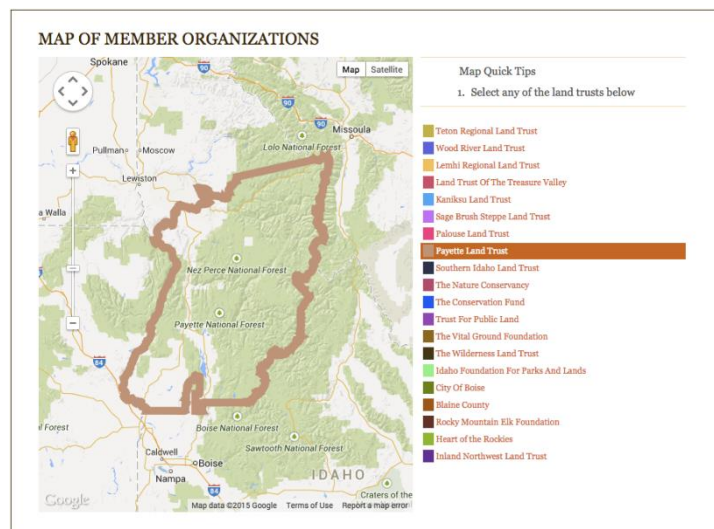 MAP OF MEMBER ORGANIZATIONS
Spokane
90
Map
Satellite
90
90
Missoula
Lolo National Forest
Pullman
Moscow
Lewiston
a Walla
Nez Perce National Forest
Payette National Forest
84
Boise National Forest
l Forest
Sawtooth National Forest
Caldwell
Boise
Nampa
IDAHO
84
Craters of the
Google
Map data ©2015 Google
Terms of Use
Report a map error
Map Quick Tips
1. Select any of the land trusts below
Teton Regional Land Trust
Wood River Land Trust
Lemhi Regional Land Trust
Land Trust Of The Treasure Valley
Kaniksu Land Trust
Sage Brush Steppe Land Trust
Palouse Land Trust
Payette Land Trust
Southern Idaho Land Trust
The Nature Conservancy
The Conservation Fund
Trust For Public Land
The Vital Ground Foundation
The Wilderness Land Trust
Idaho Foundation For Parks And Lands
City Of Boise
Blaine County
Rocky Mountain Elk Foundation
Heart of the Rockies
Inland Northwest Land Trust